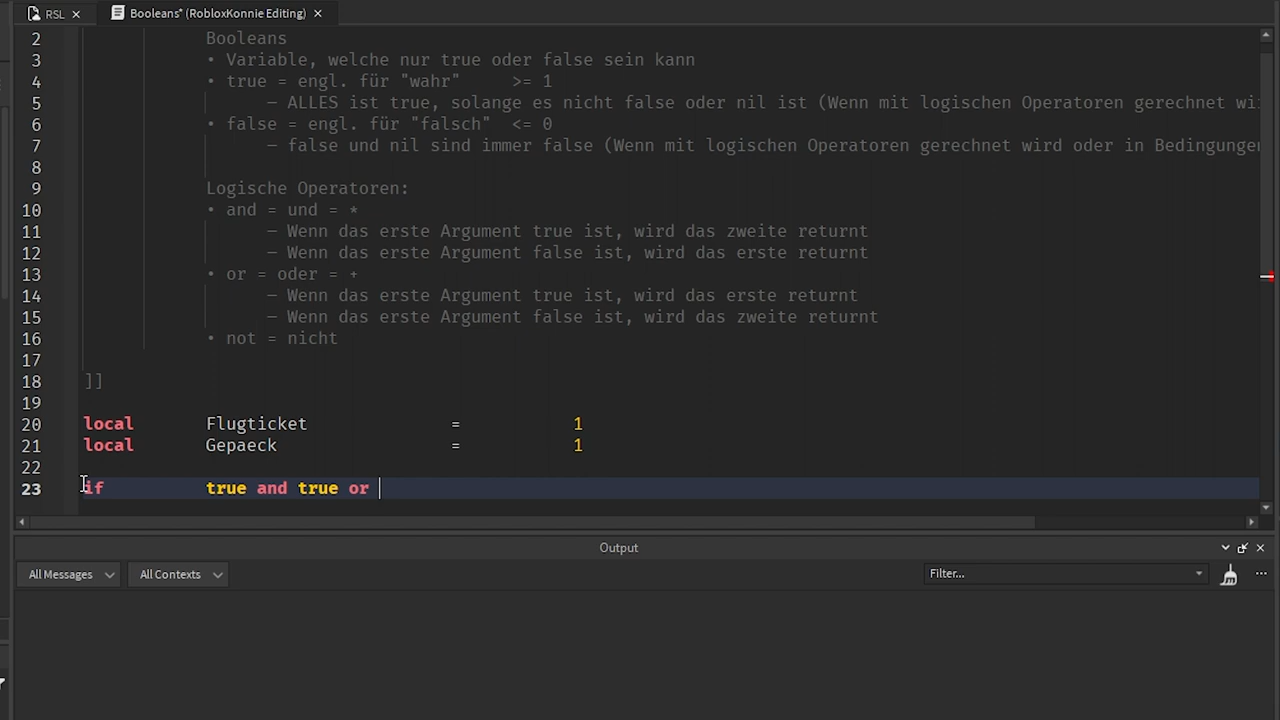 RSL
Booleans* (RobloxKonnie Editing)
2 Booleans
3 • Variable, welche nur true oder false sein kann
4 • true = engl. für "wahr" >= 1
5 – ALLES ist true, solange es nicht false oder nil ist (Wenn mit logischen Operatoren gerechnet
6 • false = engl. für "falsch" <= 0
7 – false und nil sind immer false (Wenn mit logischen Operatoren gerechnet wird oder in Bedingungen
8
9 Logische Operatoren:
10 • and = und = *
11 – Wenn das erste Argument true ist, wird das zweite returnt
12 – Wenn das erste Argument false ist, wird das erste returnt
13 • or = oder = +
14 – Wenn das erste Argument true ist, wird das erste returnt
15 – Wenn das erste Argument false ist, wird das zweite returnt
16 • not = nicht
17
18 ]]
19
20 local Flugticket = 1
21 local Gepaeck = 1
22
23 if true and true or
Output
All Messages
All Contexts
Filter...